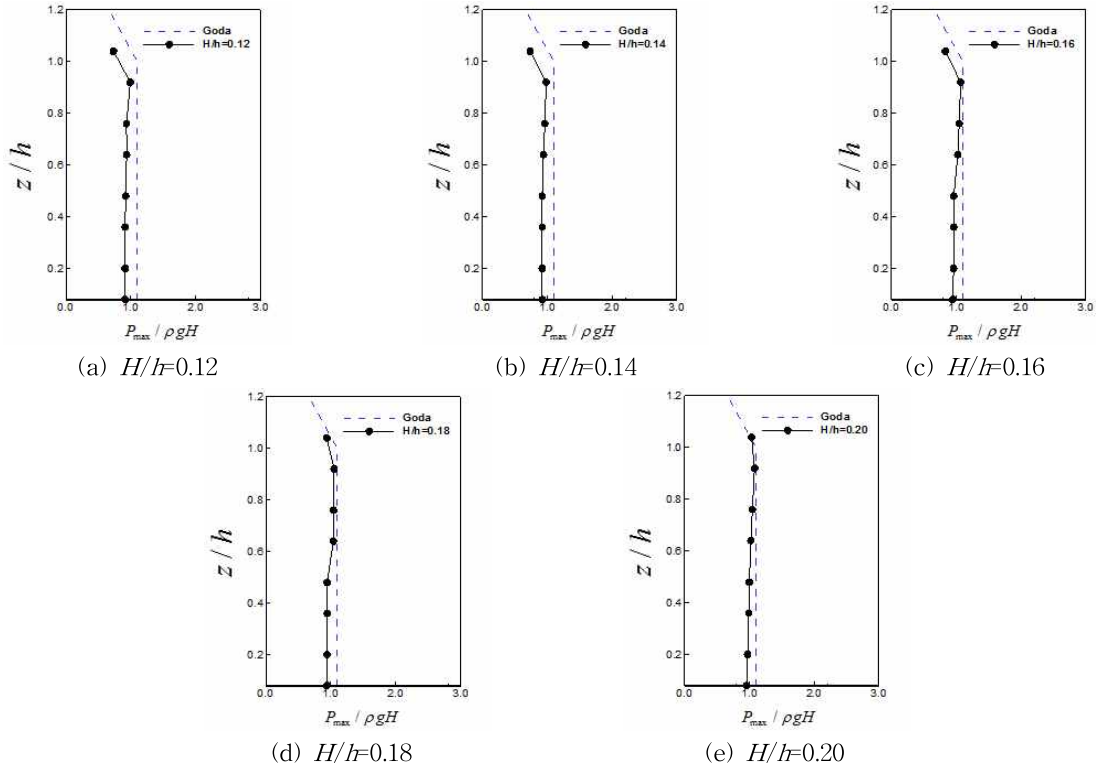 1.2
1.0
0.8
0.6
0.4
0.2
0.0 1.0 2.0 3.0
z / h
Goda
H/h=0.12
Pmax / ρgH
(a) H/h=0.12
1.2
1.0
0.8
0.6
0.4
0.2
0.0 1.0 2.0 3.0
z / h
Goda
H/h=0.14
Pmax / ρgH
(b) H/h=0.14
1.2
1.0
0.8
0.6
0.4
0.2
0.0 1.0 2.0 3.0
z / h
Goda
H/h=0.16
Pmax / ρgH
(c) H/h=0.16
1.2
1.0
0.8
0.6
0.4
0.2
0.0 1.0 2.0 3.0
z / h
Goda
H/h=0.18
Pmax / ρgH
(d) H/h=0.18
1.2
1.0
0.8
0.6
0.4
0.2
0.0 1.0 2.0 3.0
z / h
Goda
H/h=0.20
Pmax / ρgH
(e) H/h=0.20